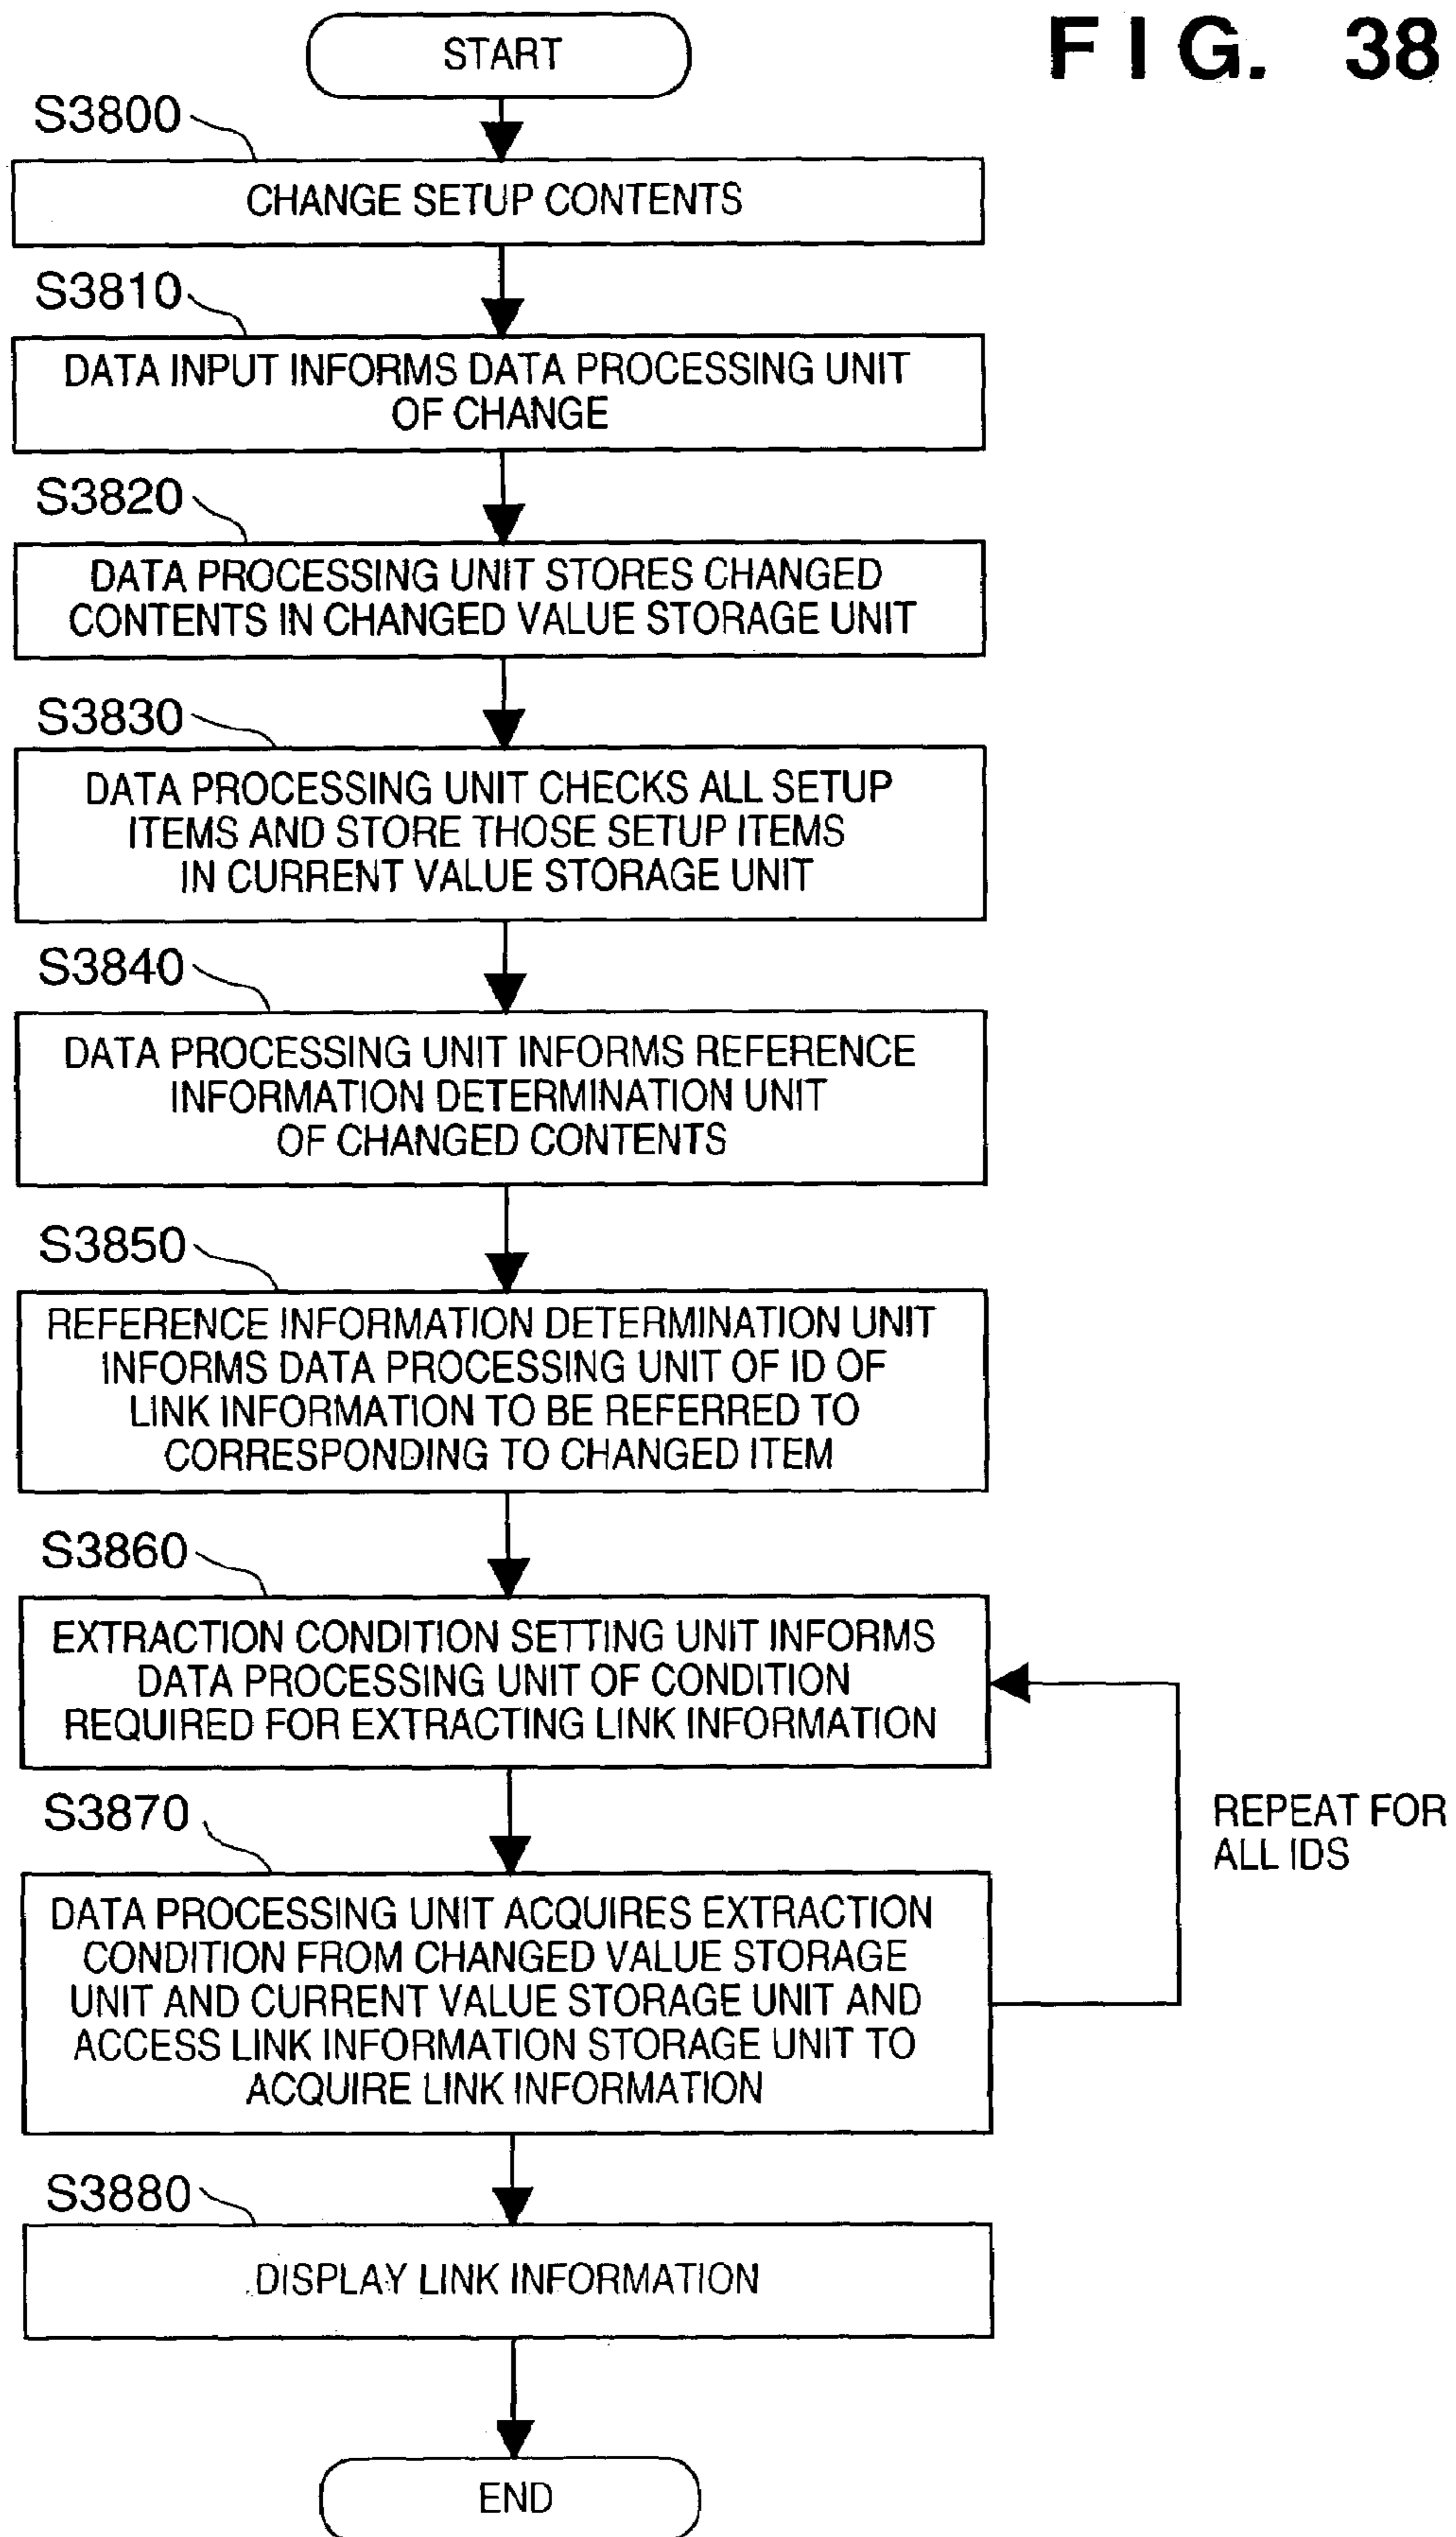 FIG. 38
START
S3800
CHANGE SETUP CONTENTS
S3810
DATA INPUT INFORMS DATA PROCESSING UNIT
OF CHANGE
S3820
DATA PROCESSING UNIT STORES CHANGED
CONTENTS IN CHANGED VALUE STORAGE UNIT
S3830
DATA PROCESSING UNIT CHECKS ALL SETUP
ITEMS AND STORE THOSE SETUP ITEMS
IN CURRENT VALUE STORAGE UNIT
S3840
DATA PROCESSING UNIT INFORMS REFERENCE
INFORMATION DETERMINATION UNIT
OF CHANGED CONTENTS
S3850
REFERENCE INFORMATION DETERMINATION UNIT
INFORMS DATA PROCESSING UNIT OF ID OF
LINK INFORMATION TO BE REFERRED TO
CORRESPONDING TO CHANGED ITEM
S3860
EXTRACTION CONDITION SETTING UNIT INFORMS
DATA PROCESSING UNIT OF CONDITION
REQUIRED FOR EXTRACTING LINK INFORMATION
REPEAT FOR
ALL IDS
S3870
DATA PROCESSING UNIT ACQUIRES EXTRACTION
CONDITION FROM CHANGED VALUE STORAGE
UNIT AND CURRENT VALUE STORAGE UNIT AND
ACCESS LINK INFORMATION STORAGE UNIT TO
ACQUIRE LINK INFORMATION
S3880
DISPLAY LINK INFORMATION
END